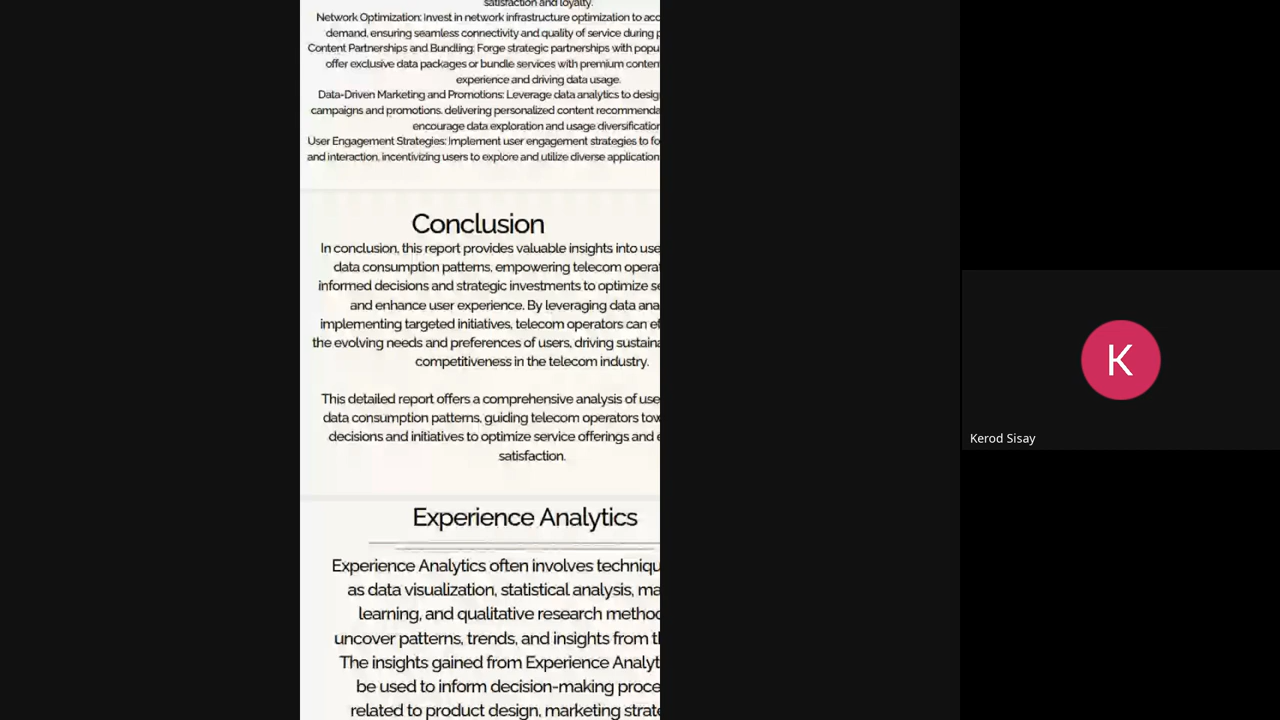 satisfaction and loyalty.
Network Optimization: Invest in network infrastructure optimization to acc
demand, ensuring seamless connectivity and quality of service during p
Content Partnerships and Bundling: Forge strategic partnerships with popu
offer exclusive data packages or bundle services with premium conten
experience and driving data usage.
Data-Driven Marketing and Promotions: Leverage data analytics to desig
campaigns and promotions, delivering personalized content recommenda
encourage data exploration and usage diversification
User Engagement Strategies: Implement user engagement strategies to fo
and interaction, incentivizing users to explore and utilize diverse application
Conclusion
In conclusion, this report provides valuable insights into use
data consumption patterns, empowering telecom operat
informed decisions and strategic investments to optimize se
and enhance user experience. By leveraging data ana
implementing targeted initiatives, telecom operators can ef
the evolving needs and preferences of users, driving sustaina
competitiveness in the telecom industry.
This detailed report offers a comprehensive analysis of use
data consumption patterns, guiding telecom operators tow
decisions and initiatives to optimize service offerings and e
satisfaction.
Experience Analytics
Experience Analytics often involves techniqu
as data visualization, statistical analysis, ma
learning, and qualitative research metho
uncover patterns, trends, and insights from t
The insights gained from Experience Analyt
be used to inform decision-making proce
related to product design, marketing strate
K
Kerod Sisay